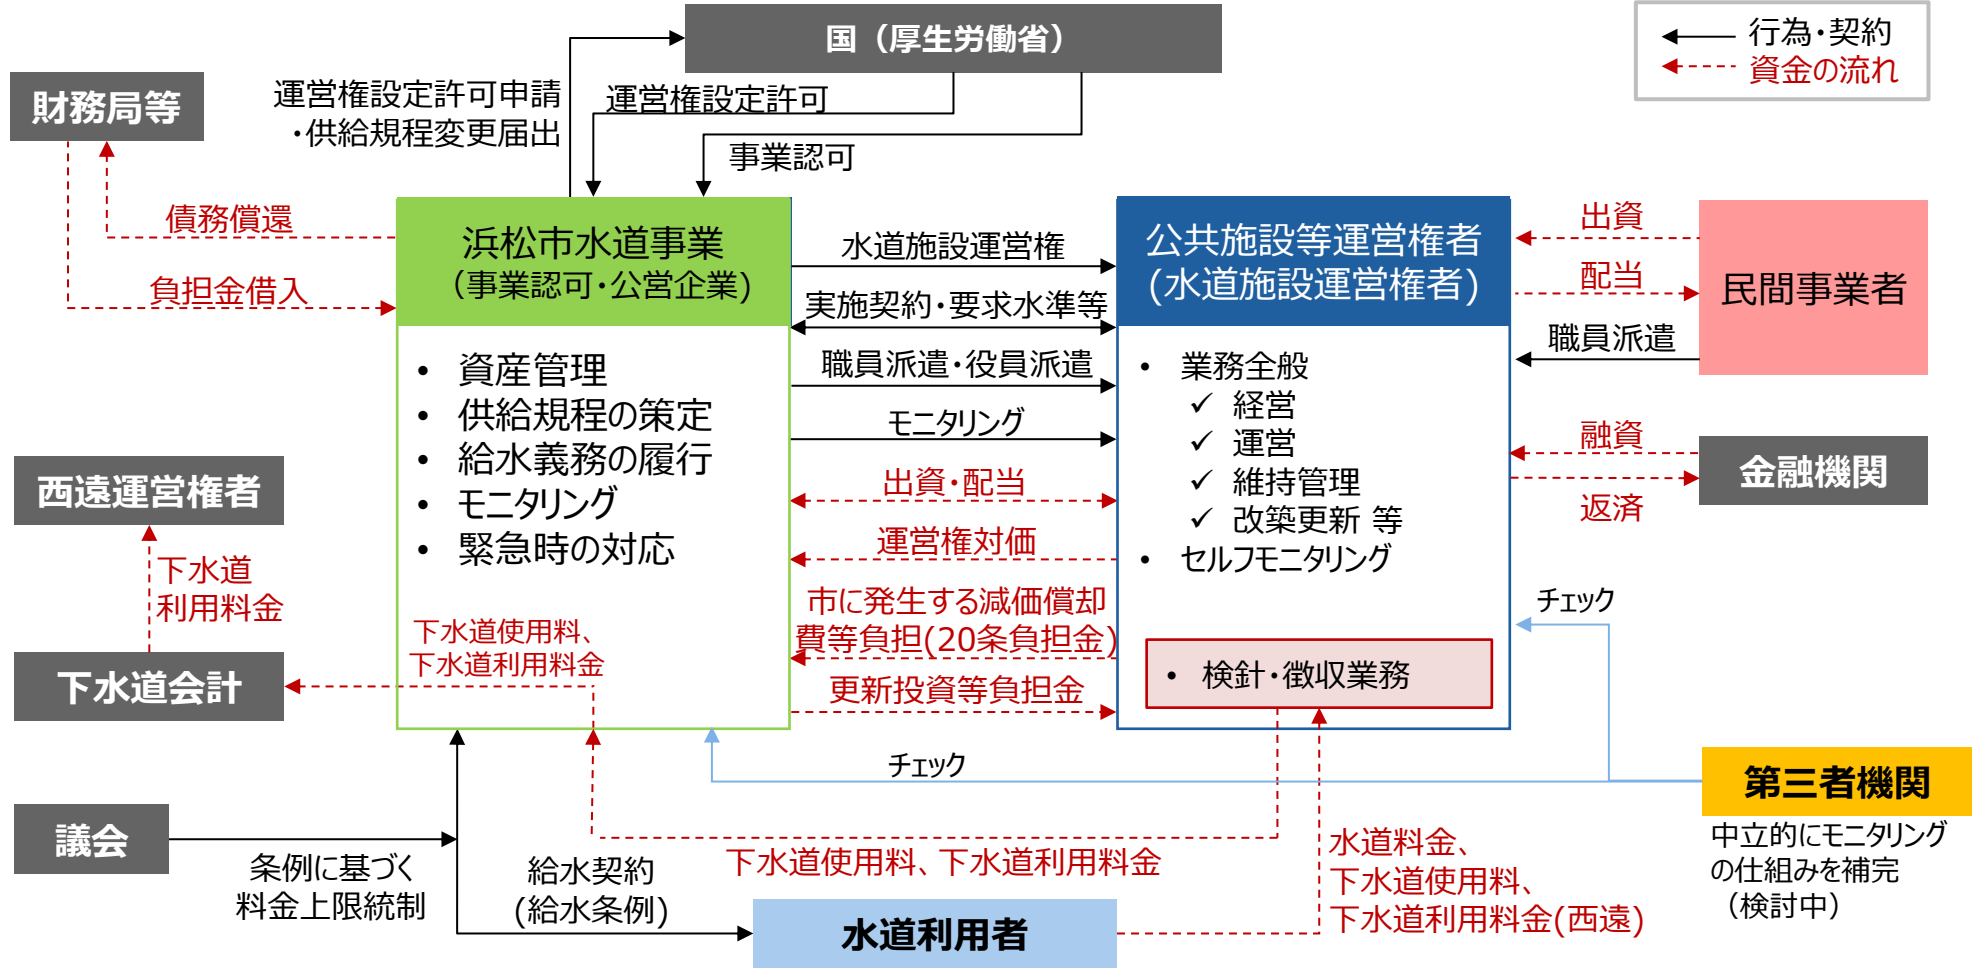 国（厚生労働省）
行為・契約
資金の流れ
財務局等
運営権設定許可申請
・供給規程変更届出
運営権設定許可
事業認可
債務償還
負担金借入
浜松市水道事業
（事業認可・公営企業）
• 資産管理
• 供給規程の策定
• 給水義務の履行
• モニタリング
• 緊急時の対応
水道施設運営権
実施契約・要求水準等
職員派遣・役員派遣
モニタリング
出資・配当
運営権対価
市に発生する減価償却
費等負担(20条負担金)
更新投資等負担金
公共施設等運営権者
(水道施設運営権者)
• 業務全般
✓ 経営
✓ 運営
✓ 維持管理
✓ 改築更新 等
• セルフモニタリング
• 検針・徴収業務
出資
配当
職員派遣
民間事業者
融資
返済
金融機関
西遠運営権者
下水道
利用料金
下水道会計
下水道使用料、
下水道利用料金
チェック
チェック
第三者機関
中立的にモニタリング
の仕組みを補完
（検討中）
議会
条例に基づく
料金上限統制
給水契約
(給水条例)
下水道使用料、下水道利用料金
水道料金、
下水道使用料、
下水道利用料金(西遠)
水道利用者